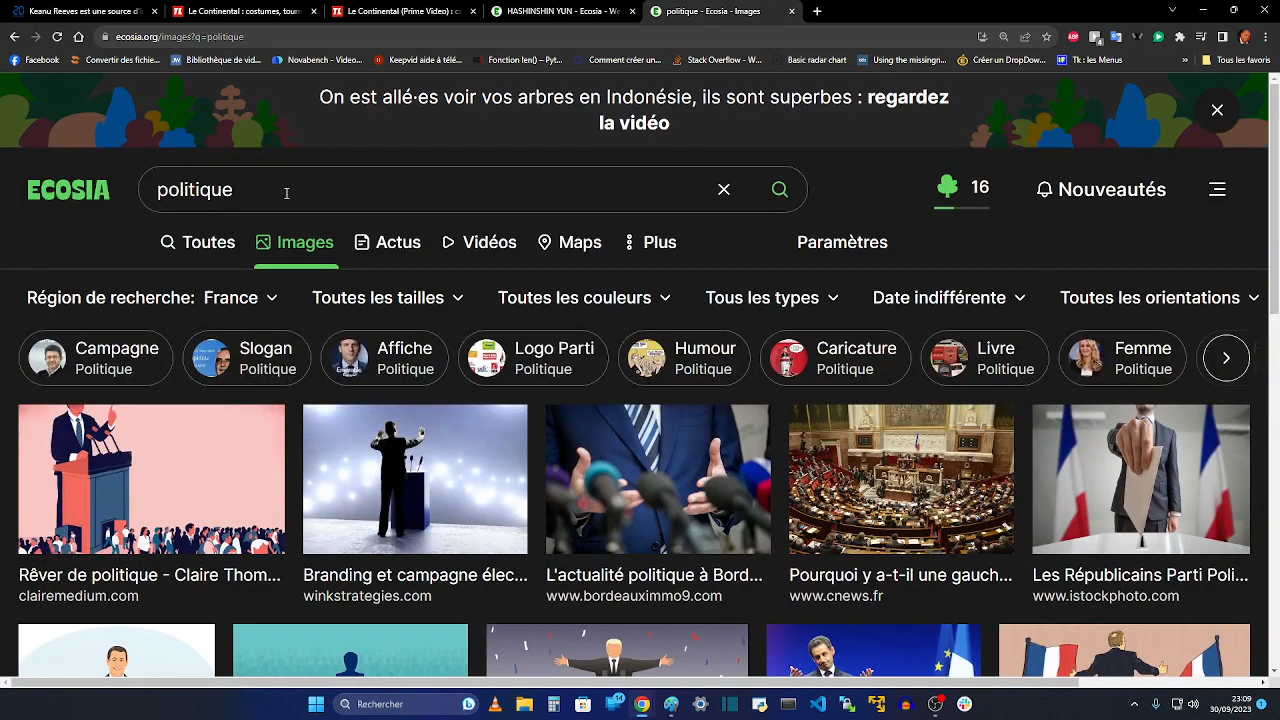 Keanu Reeves est une source d'i
Le Continental : costumes, tourn
Le Continental (Prime Video) : ca
HASHINSHIN YUN - Ecosia - We
politique - Ecosia - Images
ecosia.org/images?q=politique
Facebook
Convertir des fichie...
Bibliothèque de vid...
Novabench - Video...
Keepvid aide à télé...
Fonction len() – Pyt...
Comment créer un...
Stack Overflow - W...
Basic radar chart
Using the missingn...
Créer un DropDow...
Tk : les Menus
»
Tous les favoris
On est allé·es voir vos arbres en Indonésie, ils sont superbes : regardez
la vidéo
ECOSIA
politique
16
Nouveautés
Toutes
Images
Actus
Vidéos
Maps
Plus
Paramètres
Région de recherche: France
Toutes les tailles
Toutes les couleurs
Tous les types
Date indifférente
Toutes les orientations
Campagne
Politique
Slogan
Politique
Affiche
Politique
Logo Parti
Politique
Humour
Politique
Caricature
Politique
Livre
Politique
Femme
Politique
Rêver de politique - Claire Thom...
clairemedium.com
Branding et campagne élec...
winkstrategies.com
L'actualité politique à Bord...
www.bordeauximmo9.com
Pourquoi y a-t-il une gauch...
www.cnews.fr
Les Républicains Parti Poli...
www.istockphoto.com
Rechercher
14
23:09
30/09/2023